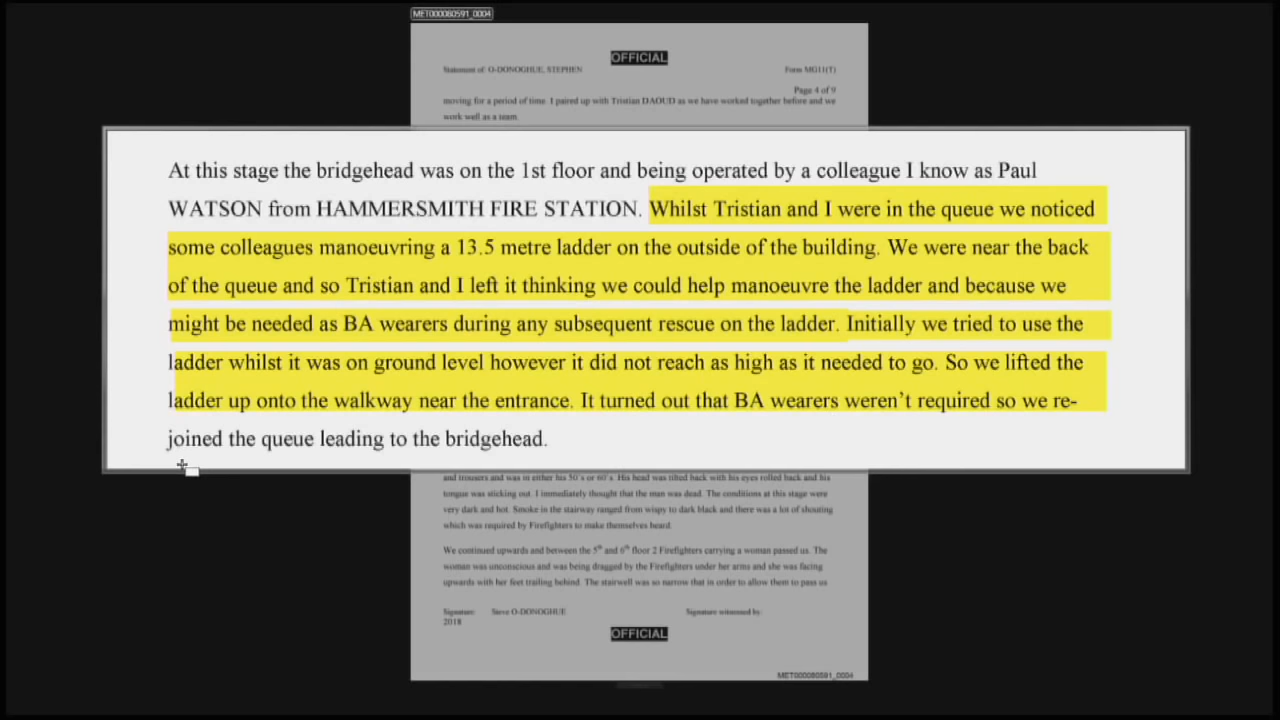 MET000080591_0004
OFFICIAL
Statement of: O-DONOGHUE, STEPHEN
Form MG11(T)
Page 4 of 9
moving for a period of time. I paired up with Tristian DAOUD as we have worked together before and we
work well as a team.
At this stage the bridgehead was on the 1st floor and being operated by a colleague I know as Paul
WATSON from HAMMERSMITH FIRE STATION. Whilst Tristian and I were in the queue we noticed
some colleagues manoeuvring a 13.5 metre ladder on the outside of the building. We were near the back
of the queue and so Tristian and I left it thinking we could help manoeuvre the ladder and because we
might be needed as BA wearers during any subsequent rescue on the ladder. Initially we tried to use the
ladder whilst it was on ground level however it did not reach as high as it needed to go. So we lifted the
ladder up onto the walkway near the entrance. It turned out that BA wearers weren't required so we re-
joined the queue leading to the bridgehead.
and trousers and was in either his 50's or 60's. His head was tilted back with his eyes rolled back and his
tongue was sticking out. I immediately thought that the man was dead. The conditions at this stage were
very dark and hot. Smoke in the stairway ranged from wispy to dark black and there was a lot of shouting
which was required by Firefighters to make themselves heard.
We continued upwards and between the 5th and 6th floor 2 Firefighters carrying a woman passed us. The
woman was unconscious and was being dragged by the Firefighters under her arms and she was facing
upwards with her feet trailing behind. The stairwell was so narrow that in order to allow them to pass us
Signature: Steve O-DONOGHUE Signature witnessed by:
2018
OFFICIAL
MET000080591_0004